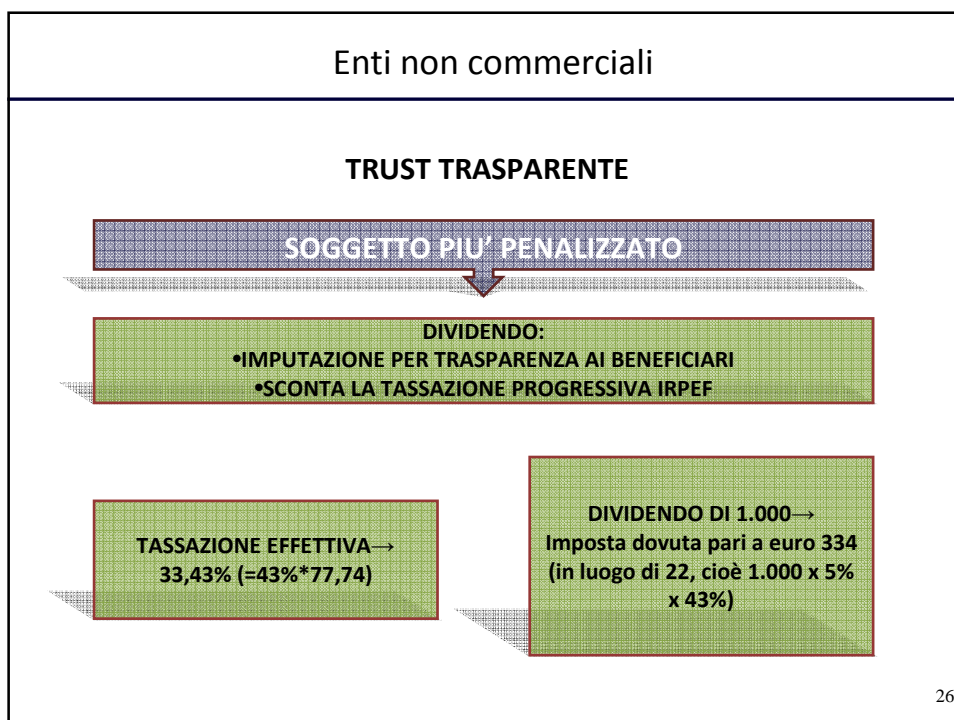 Enti non commerciali
TRUST TRASPARENTE
SOGGETTO PIU' PENALIZZATO
DIVIDENDO:
•IMPUTAZIONE PER TRASPARENZA AI BENEFICIARI
•SCONTA LA TASSAZIONE PROGRESSIVA IRPEF
TASSAZIONE EFFETTIVA→
33,43% (=43%*77,74)
DIVIDENDO DI 1.000→
Imposta dovuta pari a euro 334
(in luogo di 22, cioè 1.000 x 5%
x 43%)
26